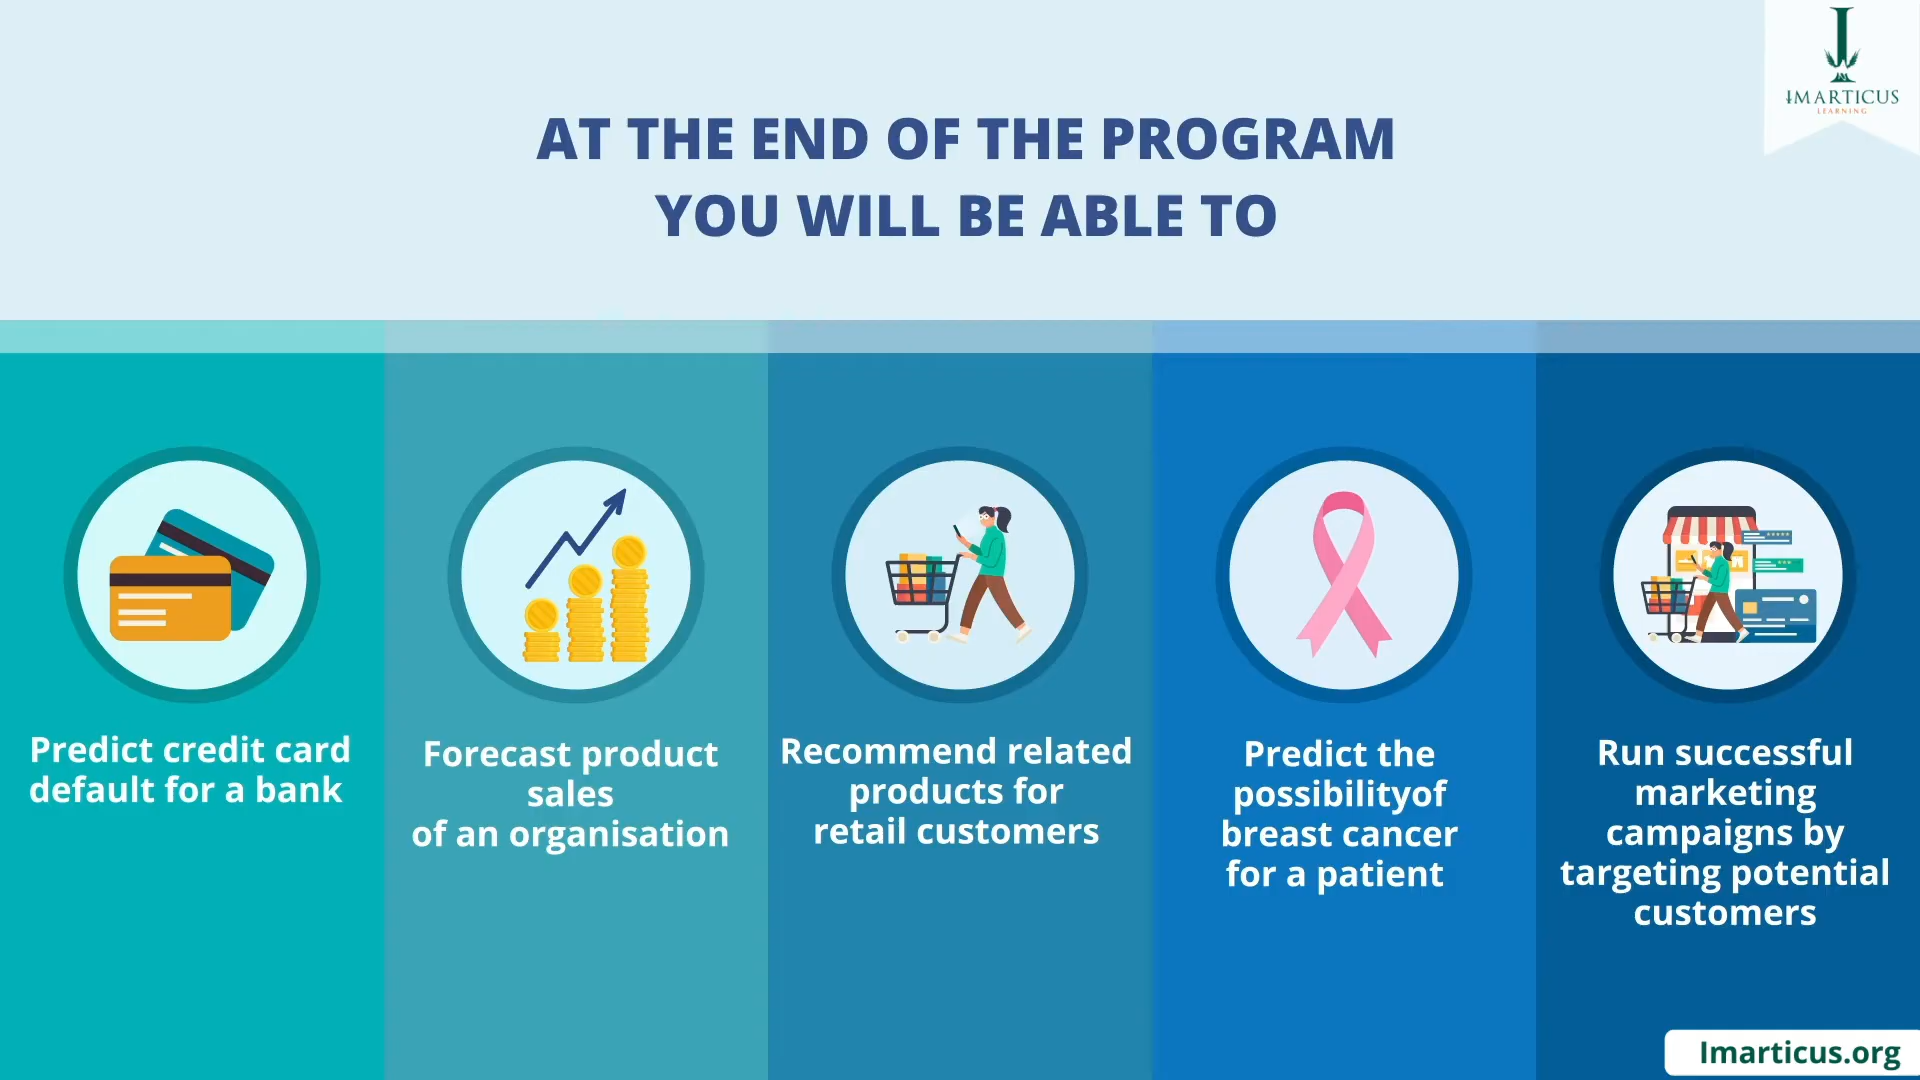 IMARTICUS
LEARNING
AT THE END OF THE PROGRAM
YOU WILL BE ABLE TO
Predict credit card
default for a bank
Forecast product
sales
of an organisation
Recommend related
products for
retail customers
Predict the
possibilityof
breast cancer
for a patient
Run successful
marketing
campaigns by
targeting potential
customers
Imarticus.org